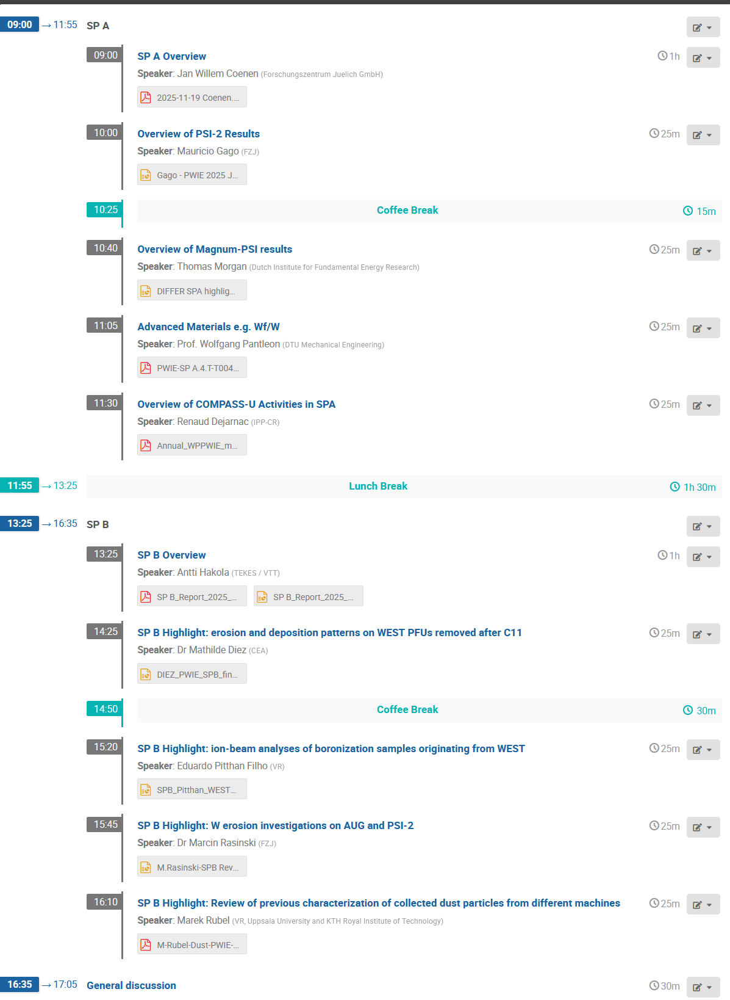 09:00 → 11:55 SP A
09:00 SP A Overview 1h
Speaker: Jan Willem Coenen (Forschungszentrum Juelich GmbH)
2025-11-19 Coenen....
10:00 Overview of PSI-2 Results 25m
Speaker: Mauricio Gago (FZJ)
Gago - PWIE 2025 J...
10:25 Coffee Break 15m
10:40 Overview of Magnum-PSI results 25m
Speaker: Thomas Morgan (Dutch Institute for Fundamental Energy Research)
DIFFER SPA highlig...
11:05 Advanced Materials e.g. Wf/W 25m
Speaker: Prof. Wolfgang Pantleon (DTU Mechanical Engineering)
PWIE-SP A.4.T-T004...
11:30 Overview of COMPASS-U Activities in SPA 25m
Speaker: Renaud Dejarnac (IPP-CR)
Annual_WPPWIE_m...
11:55 → 13:25 Lunch Break 1h 30m
13:25 → 16:35 SP B
13:25 SP B Overview 1h
Speaker: Antti Hakola (TEKES / VTT)
SP B_Report_2025_... SP B_Report_2025_...
14:25 SP B Highlight: erosion and deposition patterns on WEST PFUs removed after C11 25m
Speaker: Dr Mathilde Diez (CEA)
DIEZ_PWIE_SPB_fin...
14:50 Coffee Break 30m
15:20 SP B Highlight: ion-beam analyses of boronization samples originating from WEST 25m
Speaker: Eduardo Pitthan Filho (VR)
SPB_Pitthan_WEST...
15:45 SP B Highlight: W erosion investigations on AUG and PSI-2 25m
Speaker: Dr Marcin Rasinski (FZJ)
M.Rasinski-SPB Rev...
16:10 SP B Highlight: Review of previous characterization of collected dust particles from different machines 25m
Speaker: Marek Rubel (VR, Uppsala University and KTH Royal Institute of Technology)
M-Rubel-Dust-PWIE-...
16:35 → 17:05 General discussion 30m